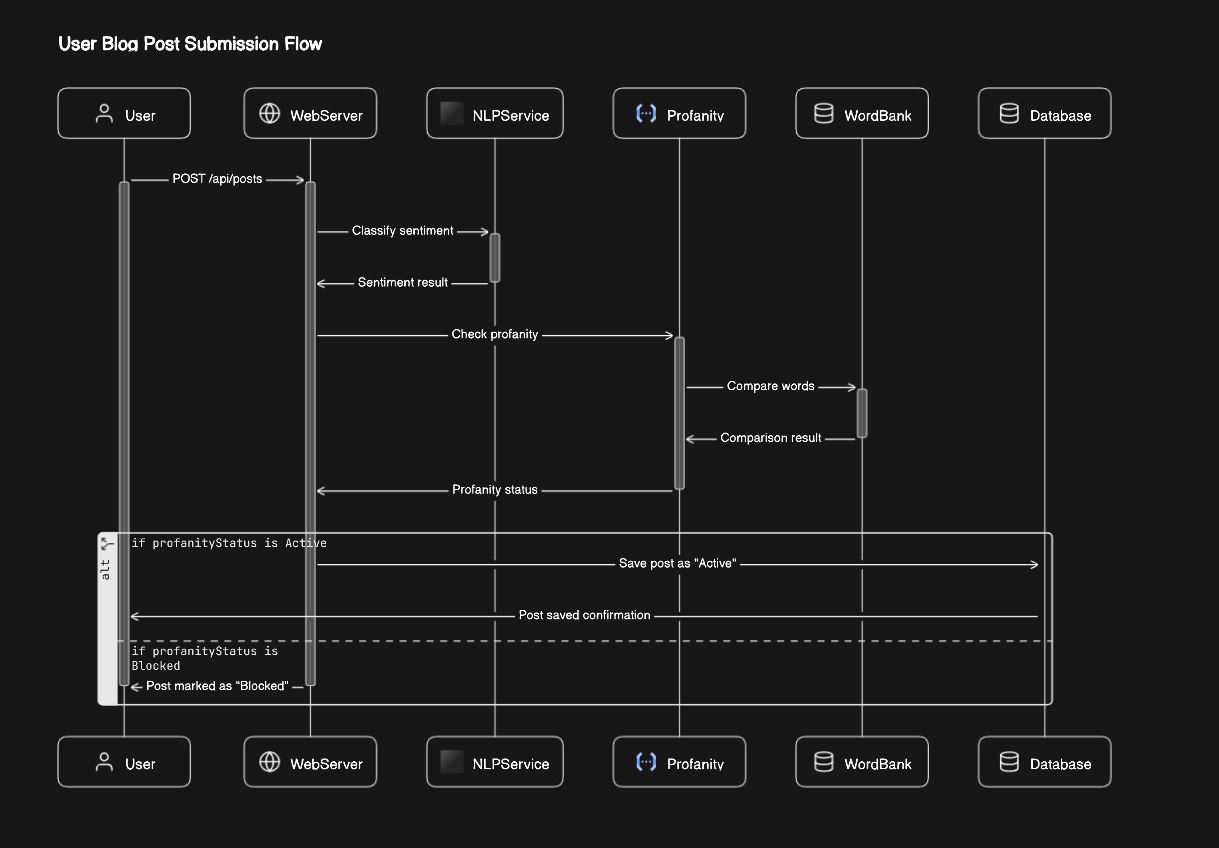 User Blog Post Submission Flow
User
WebServer
NLPService
Profanity
WordBank
Database
POST /api/posts
Classify sentiment
Sentiment result
Check profanity
Compare words
Comparison result
Profanity status
alt
if profanityStatus is Active
Save post as "Active"
Post saved confirmation
if profanityStatus is
Blocked
Post marked as "Blocked"
User
WebServer
NLPService
Profanity
WordBank
Database